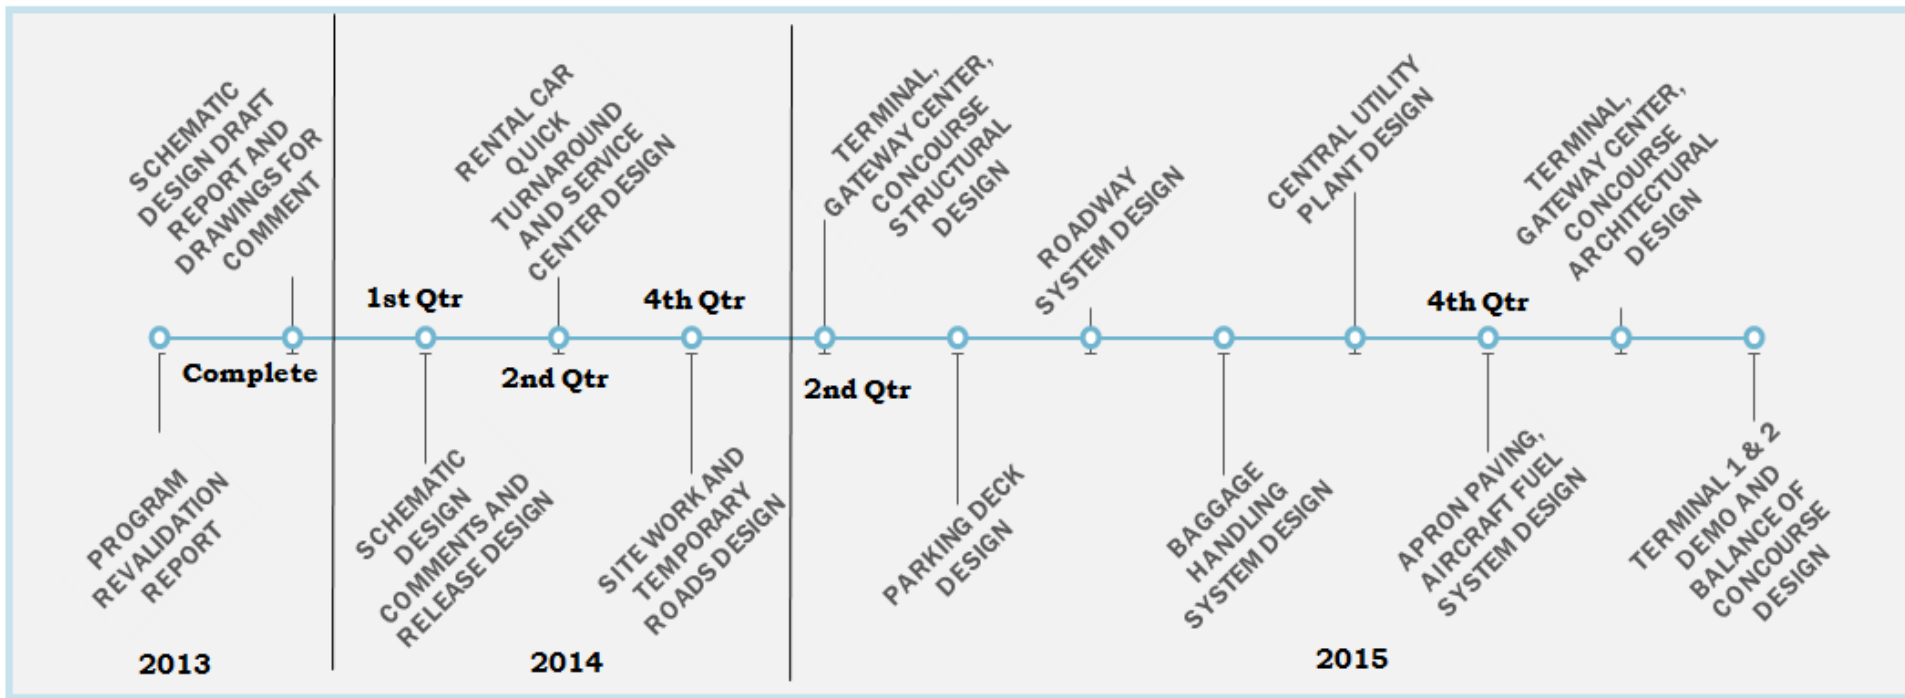 SCHEMATIC
DESIGN DRAFT
REPORT AND
DRAWINGS FOR
COMMENT
RENTAL CAR
QUICK
TURNAROUND
AND SERVICE
CENTER DESIGN
TERMINAL,
GATEWAY CENTER,
CONCOURSE
STRUCTURAL
DESIGN
ROADWAY
SYSTEM DESIGN
CENTRAL UTILITY
PLANT DESIGN
TERMINAL,
GATEWAY CENTER,
CONCOURSE
ARCHITECTURAL
DESIGN
1st Qtr
4th Qtr
4th Qtr
Complete
2nd Qtr
2nd Qtr
PROGRAM
REVALIDATION
REPORT
SCHEMATIC
DESIGN
COMMENTS AND
RELEASE DESIGN
SITE WORK AND
TEMPORARY
ROADS DESIGN
PARKING DECK
DESIGN
BAGGAGE
HANDLING
SYSTEM DESIGN
APRON PAVING,
AIRCRAFT FUEL
SYSTEM DESIGN
TERMINAL 1 & 2
DEMO AND
BALANCE OF
CONCOURSE
DESIGN
2013
2014
2015